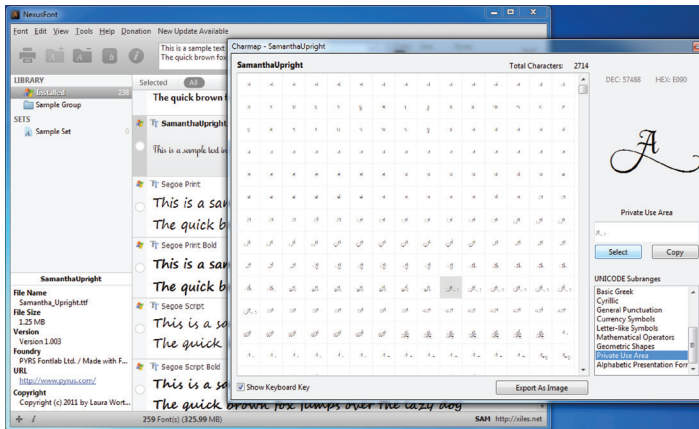 NexusFont
Font Edit View Tools Help Donation New Update Available
This is a sample text
The quick brown fox
LIBRARY
Installed 238
Sample Group
SETS
Sample Set 0
Selected All
The quick brown f
SamanthaUpright
This is a sample text in
Segoe Print
This is a sam
The quick b
Segoe Print Bold
This is a sam
The quick b
Segoe Script
This is a sa
The quick
Segoe Script Bold
This is a sa
The quick brown fox jumps over the lazy dog
SamanthaUpright
File Name
Samantha_Upright.ttf
File Size
1.25 MB
Version
Version 1.003
Foundry
PYRS Fontlab Ltd. / Made with F...
URL
http://www.pyrus.com/
Copyright
Copyright (c) 2011 by Laura Wort...
259 Font(s) (325.99 MB)
SAM http://xiles.net
Charmap - SamanthaUpright
SamanthaUpright
Total Characters: 2714
DEC: 57488 HEX: E090
A
Private Use Area
Select Copy
UNICODE Subranges
Basic Greek
Cyrillic
General Punctuation
Currency Symbols
Letter-like Symbols
Mathematical Operators
Geometric Shapes
Private Use Area
Alphabetic Presentation For
Show Keyboard Key
Export As Image